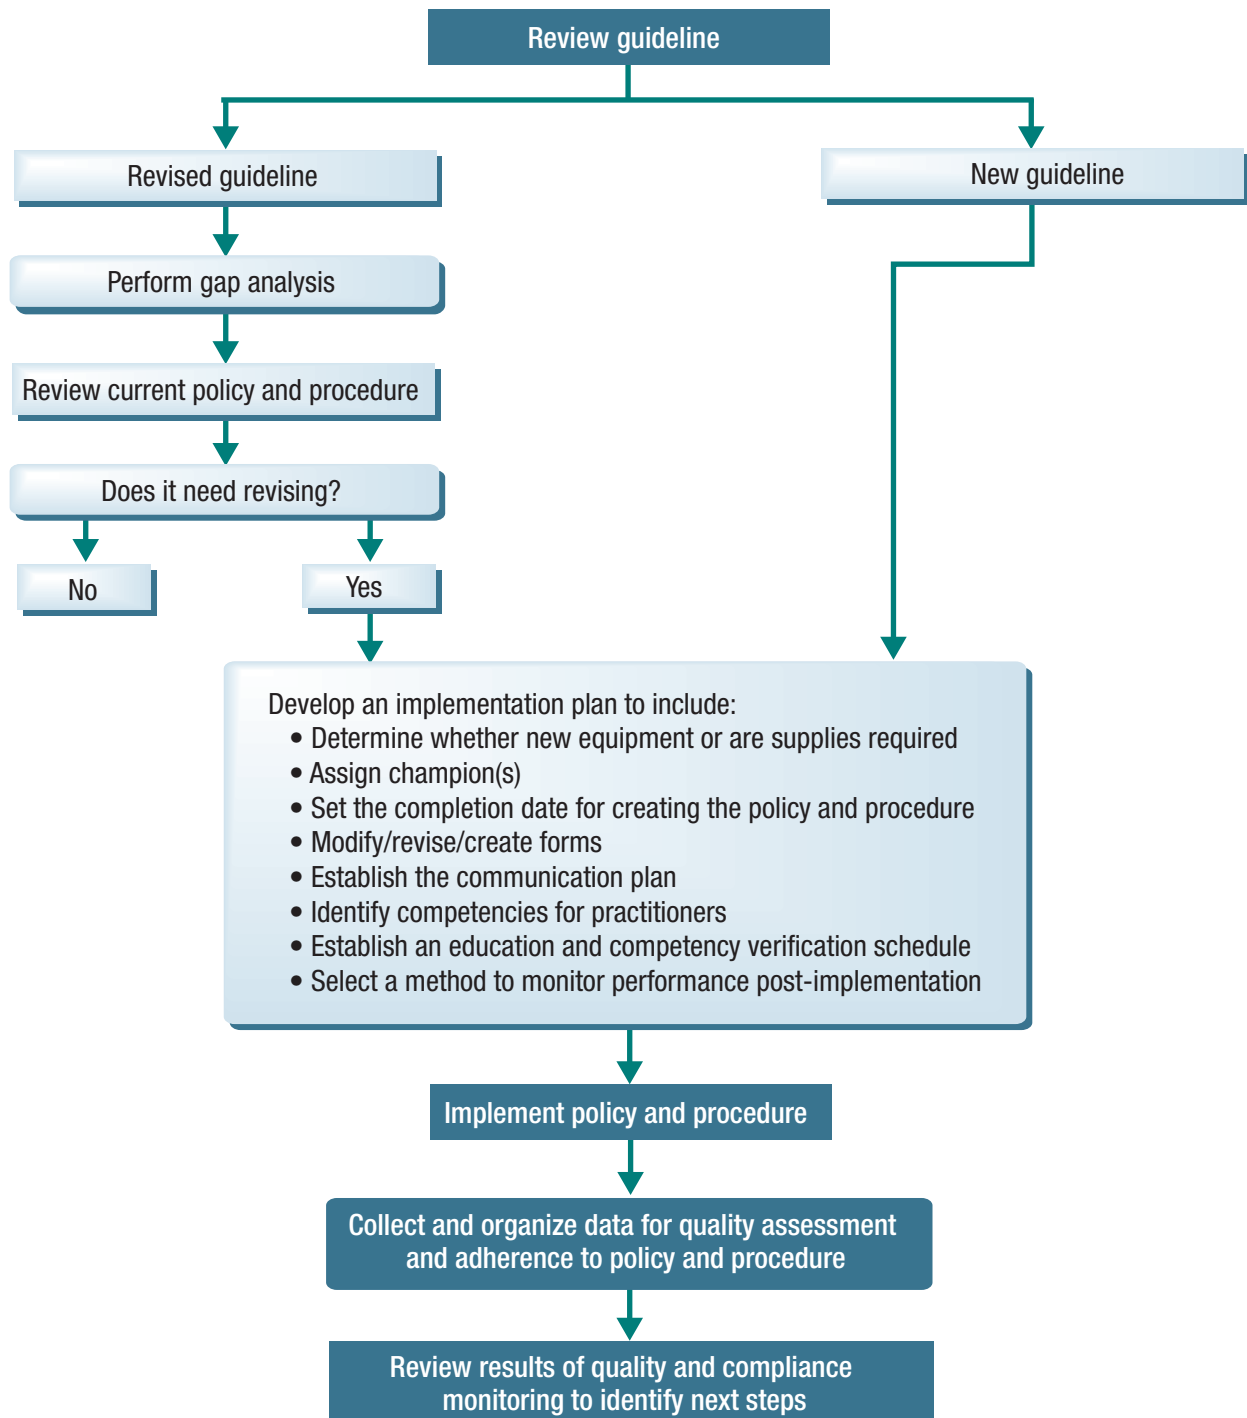 Review guideline
Revised guideline
New guideline
Perform gap analysis
Review current policy and procedure
Does it need revising?
No
Yes
Develop an implementation plan to include:
• Determine whether new equipment or are supplies required
• Assign champion(s)
• Set the completion date for creating the policy and procedure
• Modify/revise/create forms
• Establish the communication plan
• Identify competencies for practitioners
• Establish an education and competency verification schedule
• Select a method to monitor performance post-implementation
Implement policy and procedure
Collect and organize data for quality assessment
and adherence to policy and procedure
Review results of quality and compliance
monitoring to identify next steps